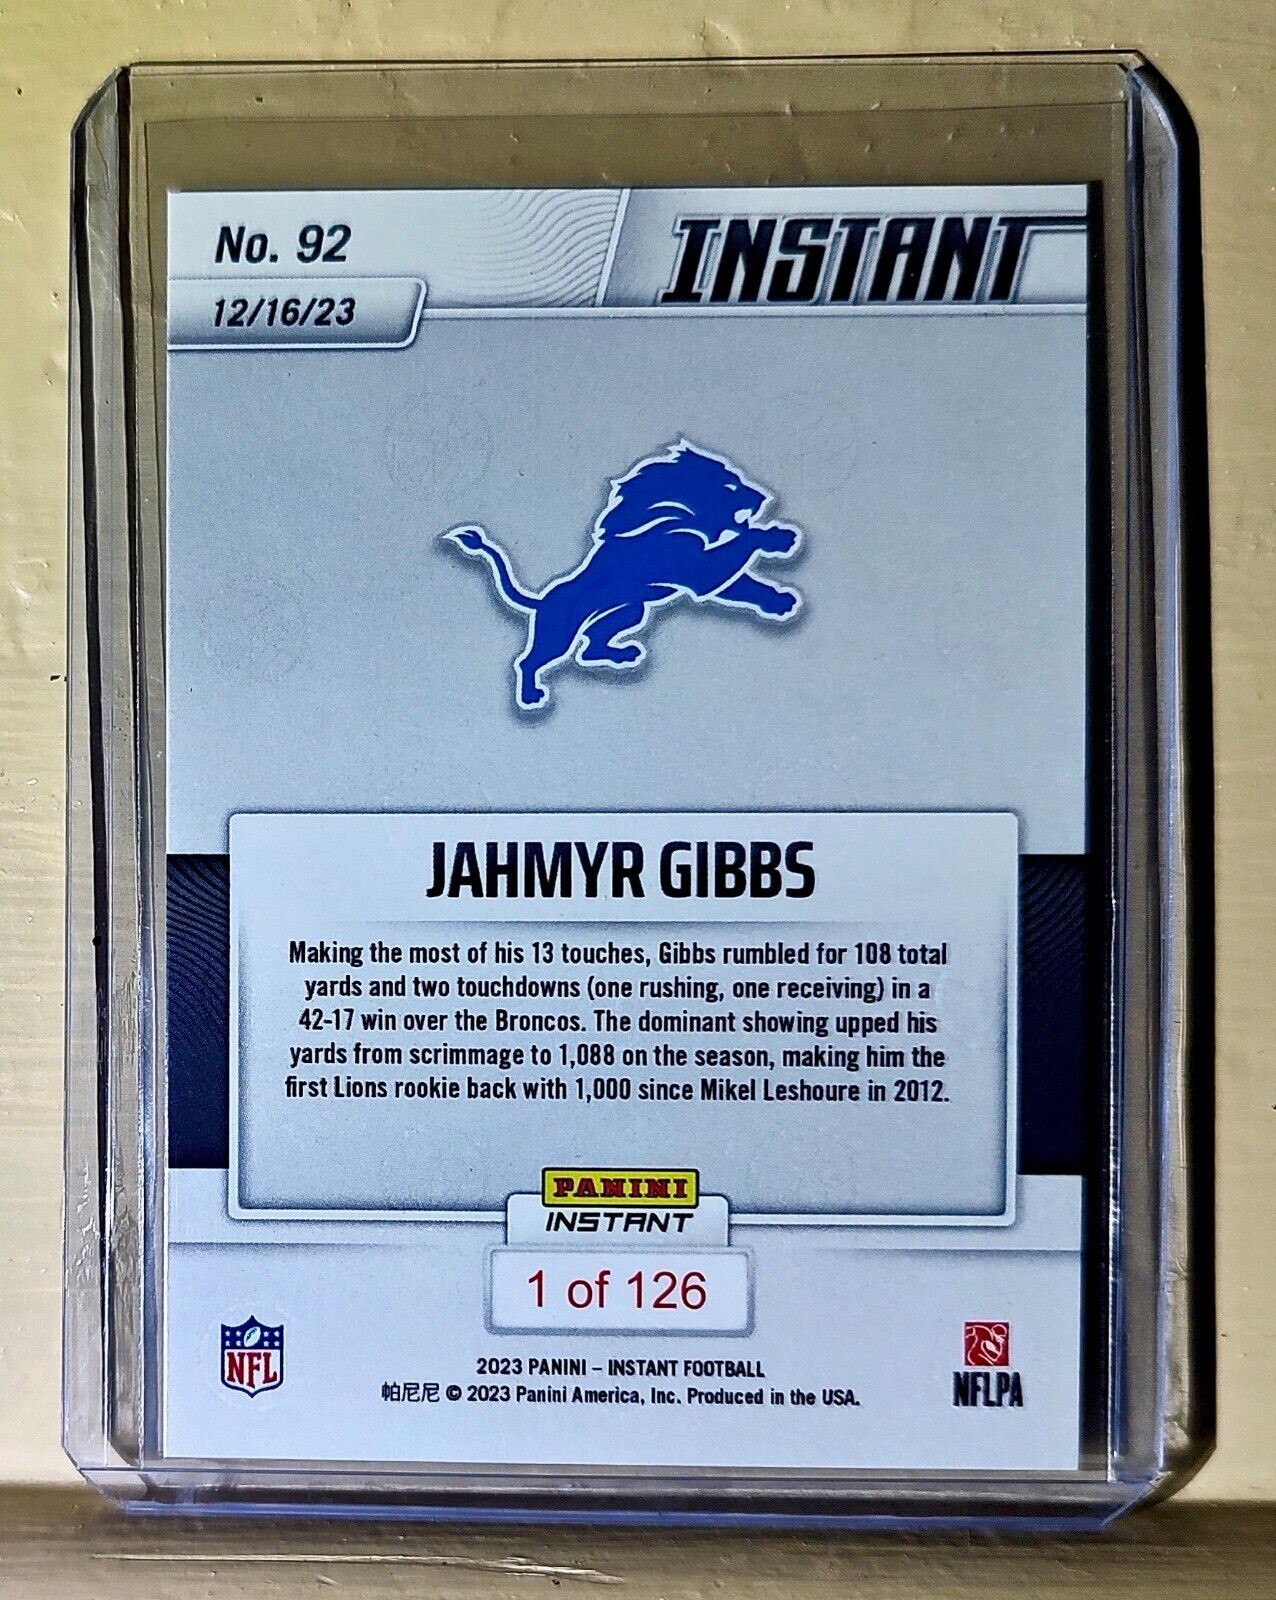 No. 92
INSTANT
12/16/23
JAHMYR GIBBS
Making the most of his 13 touches, Gibbs rumbled for 108 total
yards and two touchdowns (one rushing, one receiving) in a
42-17 win over the Broncos. The dominant showing upped his
yards from scrimmage to 1,088 on the season, making him the
first Lions rookie back with 1,000 since Mikel Leshoure in 2012.
PANINI
INSTANT
1 of 126
NFL
NFLPA
2023 PANINI – INSTANT FOOTBALL
帕尼尼 © 2023 Panini America, Inc. Produced in the USA.